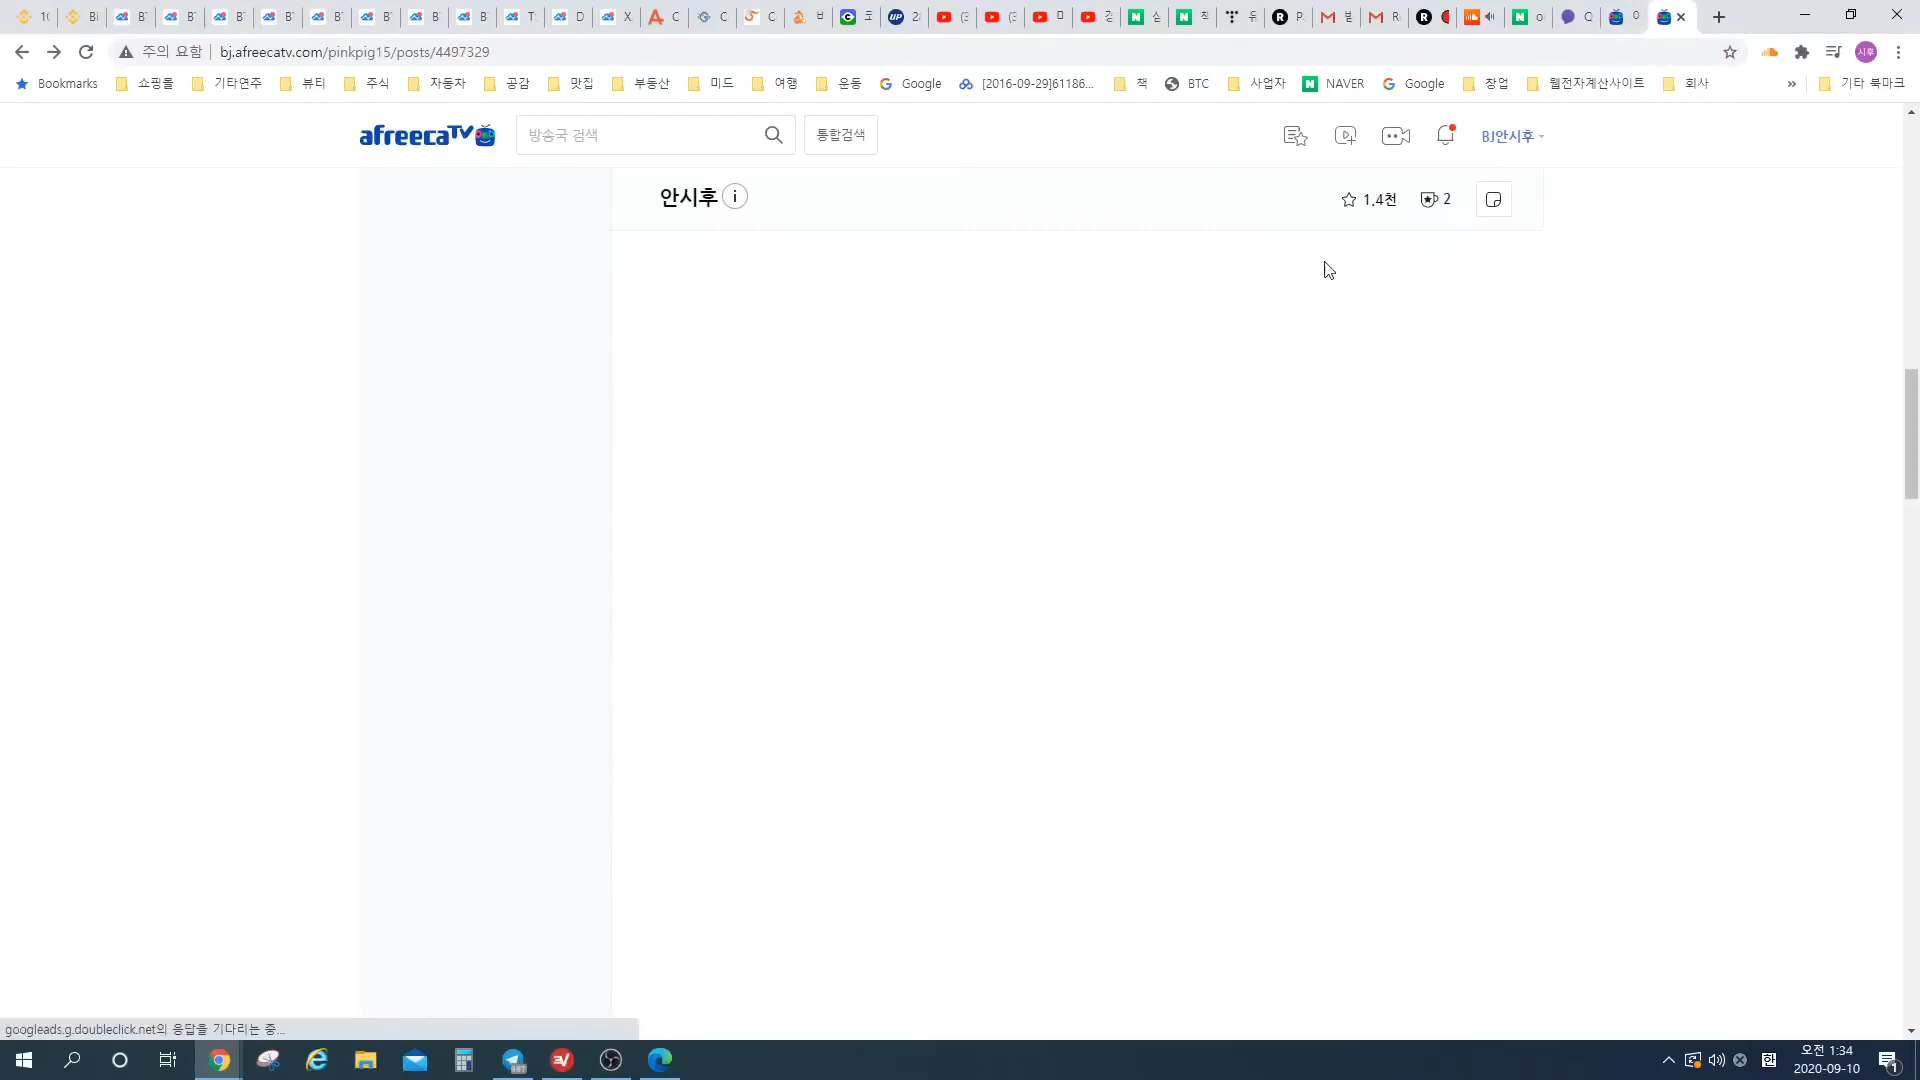 주의 요함 bj.afreecatv.com/pinkpig15/posts/4497329
Bookmarks 쇼핑몰 기타연주 뷰티 주식 자동차 공감 맛집 부동산 미드 여행 운동 Google [2016-09-29]61186... 책 BTC 사업자 NAVER Google 창업 웹전자계산사이트 회사 » 기타 북마크
afreecaTV 방송국 검색 통합검색 BJ안시후
안시후 1.4천 2
googleads.g.doubleclick.net의 응답을 기다리는 중...
오전 1:34
2020-09-10